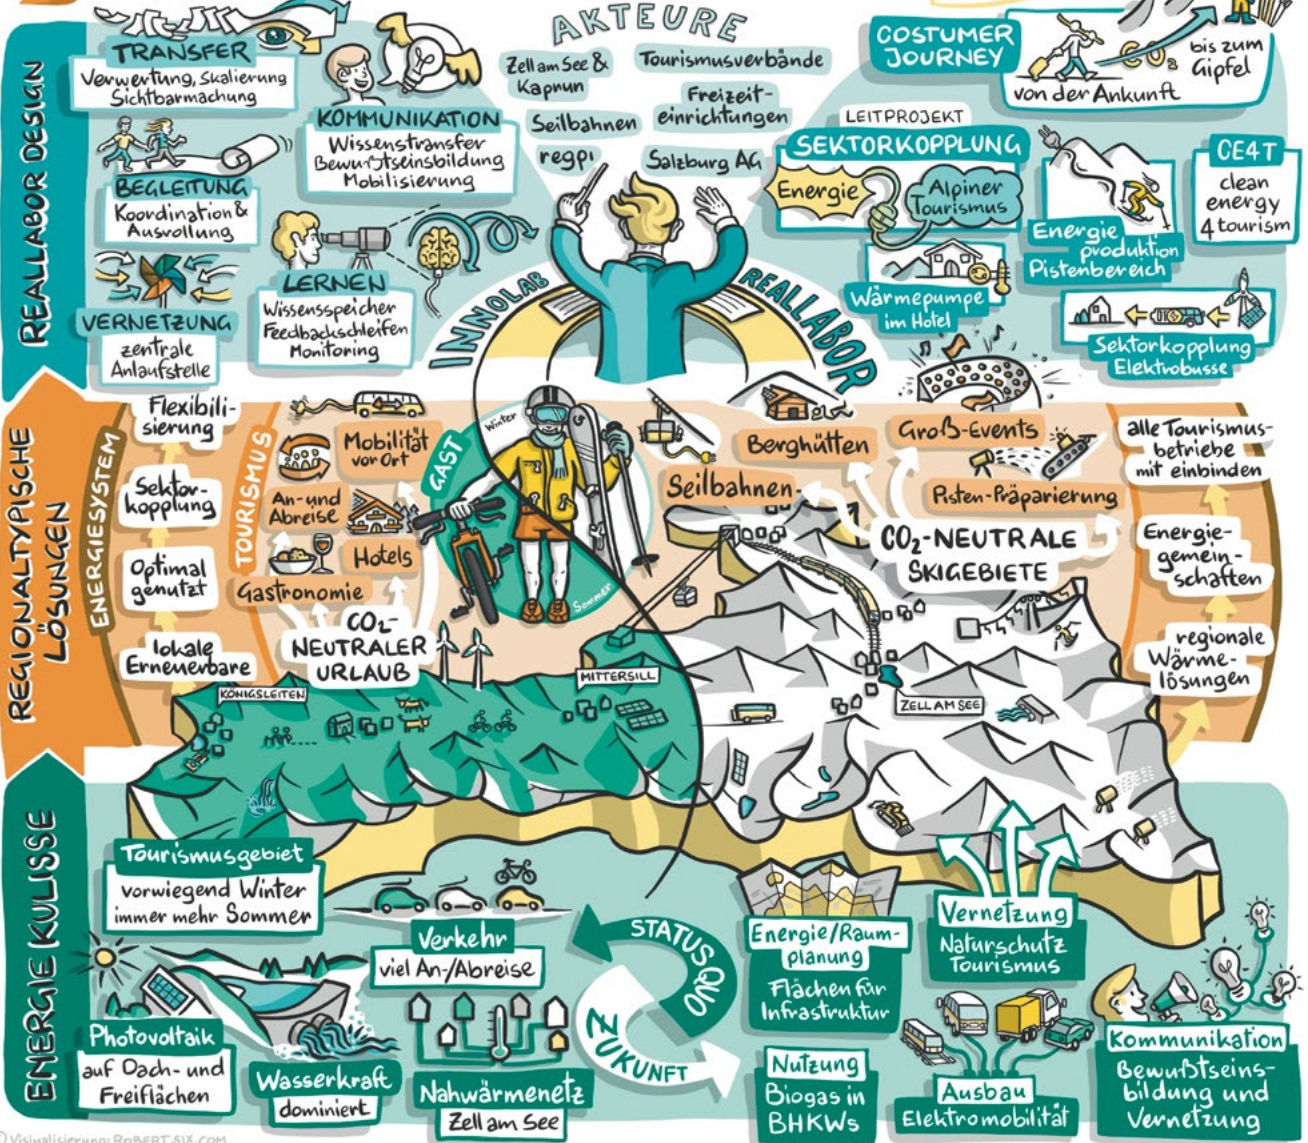 REALLABOR DESIGN
TRANSFER
Verwertung, Skalierung
Sichtbarmachung
KOMMUNIKATION
Wissenstransfer
Bewußtseinsbildung
Mobilisierung
BEGLEITUNG
Koordination &
Ausrollung
LERNEN
Wissensspeicher
Feedbackschleifen
Monitoring
VERNETZUNG
zentrale
Anlaufstelle
AKTEURE
Zell am See &
Kaprun
Tourismusverbände
Freizeit-
einrichtungen
Seilbahnen
regpi
Salzburg AG
INNOLAB
REALLABOR
COSTUMER
JOURNEY
CO₂
bis zum
Gipfel
von der Ankunft
LEITPROJEKT
SEKTORKOPPLUNG
Energie
Alpiner
Tourismus
Wärmepumpe
im Hotel
Energie
produktion
Pistenbereich
CE4T
clean
energy
4 tourism
Sektorkopplung
Elektrobusse
REGIONALTYPISCHE
LÖSUNGEN
ENERGIESYSTEM
Flexibili-
sierung
Sektor-
kopplung
Optimal
genutzt
lokale
Erneuerbare
TOURISMUS
Mobilität
vor Ort
An- und
Abreise
Hotels
Gastronomie
CO₂-
NEUTRALER
URLAUB
GAST
Winter
Sommer
Berghütten
Groß-Events
Seilbahnen
Pisten-Präparierung
CO₂-NEUTRALE
SKIGEBIETE
alle Tourismus-
betriebe
mit einbinden
Energie-
gemein-
schaften
regionale
Wärme-
lösungen
KÖNIGSLEITEN
MITTERSILL
ZELL AM SEE
ENERGIE KULISSE
Tourismusgebiet
vorwiegend Winter
immer mehr Sommer
Verkehr
viel An-/Abreise
Photovoltaik
auf Dach- und
Freiflächen
Wasserkraft
dominiert
Nahwärmenetz
Zell am See
STATUS QUO
ZUKUNFT
Energie/Raum-
planung
Flächen für
Infrastruktur
Vernetzung
Naturschutz
Tourismus
Nutzung
Biogas in
BHKWs
Ausbau
Elektromobilität
Kommunikation
Bewußtseins-
bildung und
Vernetzung
© Visualisierung: ROBERT-SIX.COM